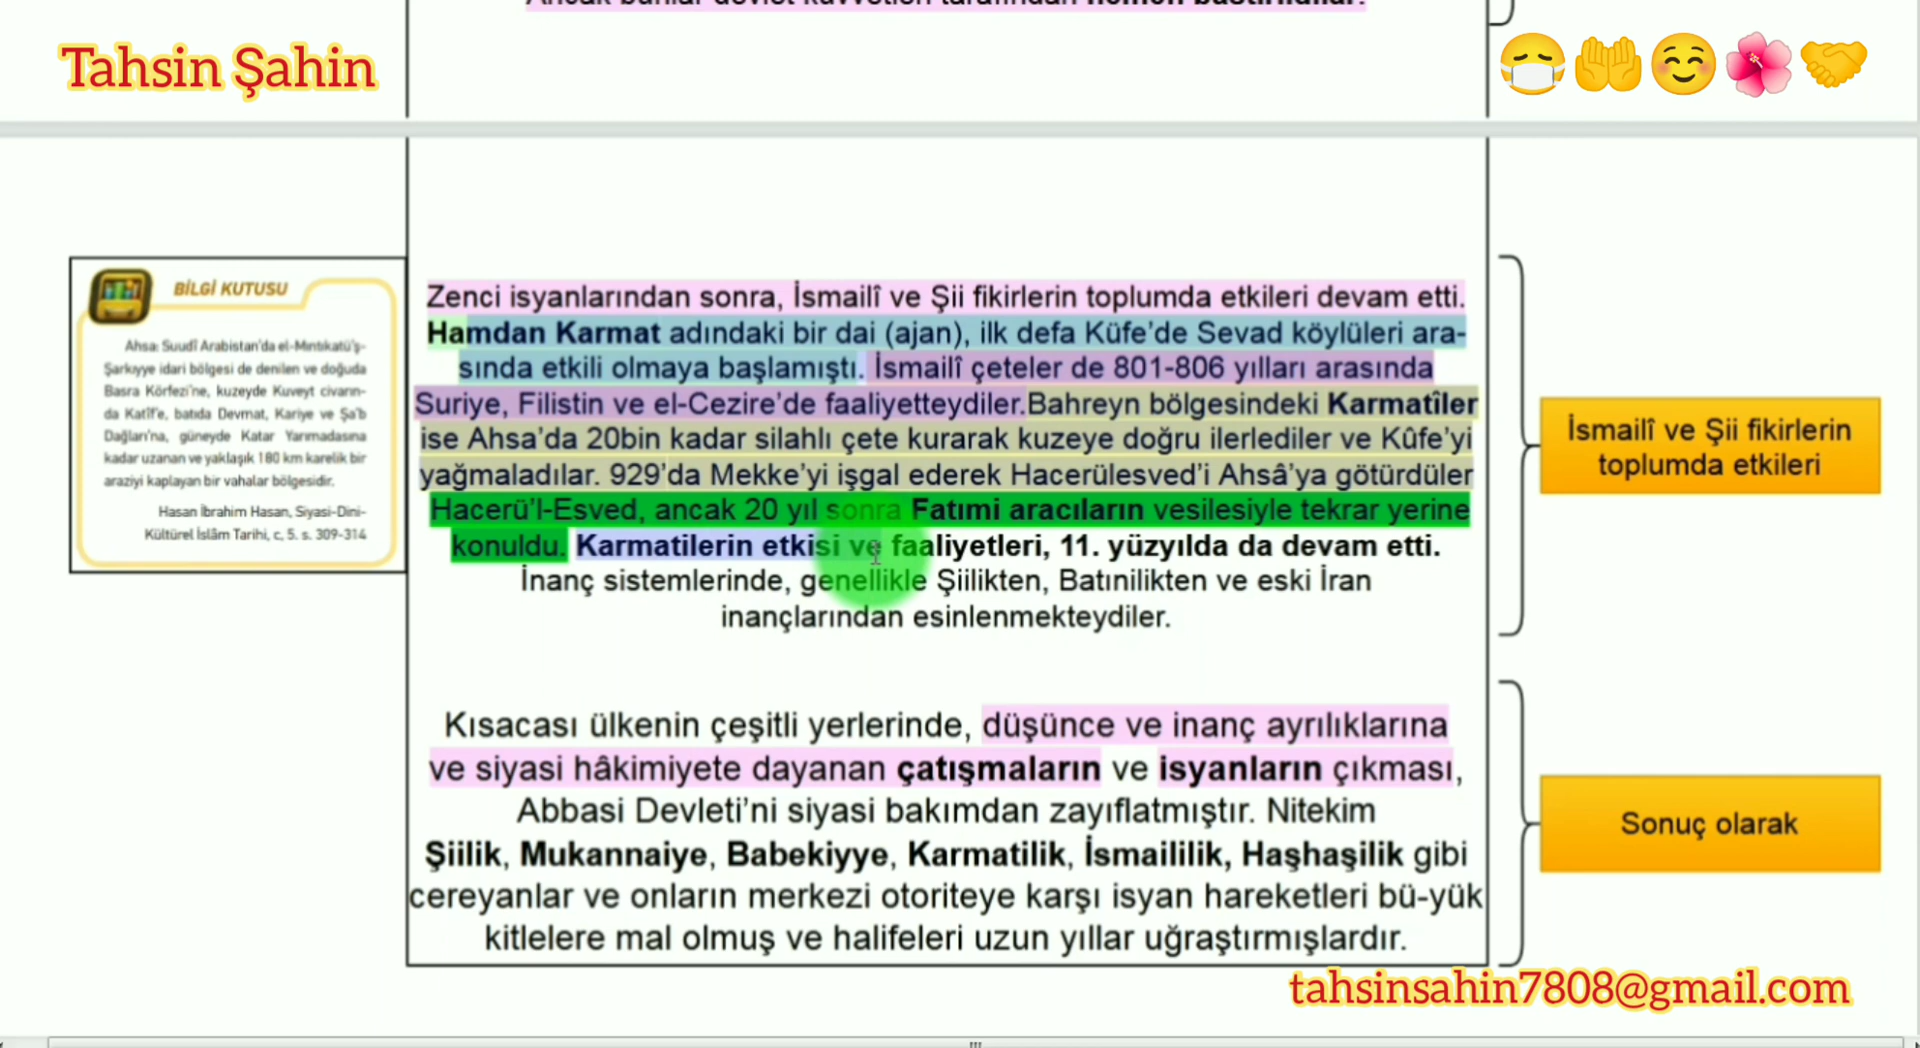 Ancak bunlar devlet kuvvetleri tarafından hemen bastırıldılar.
Tahsin Şahin
BİLGİ KUTUSU
Ahsa: Suudî Arabistan'da el-Mıntıkatü'ş-
Şarkıyye idari bölgesi de denilen ve doğuda
Basra Körfezi'ne, kuzeyde Kuveyt civarın-
da Katîf'e, batıda Devmat, Kariye ve Şa'b
Dağları'na, güneyde Katar Yarımadasına
kadar uzanan ve yaklaşık 180 km karelik bir
araziyi kaplayan bir vahalar bölgesidir.
Hasan İbrahim Hasan, Siyasi-Dini-
Kültürel İslâm Tarihi, c, 5. s. 309-314
Zenci isyanlarından sonra, İsmailî ve Şii fikirlerin toplumda etkileri devam etti.
Hamdan Karmat adındaki bir dai (ajan), ilk defa Küfe'de Sevad köylüleri ara-
sında etkili olmaya başlamıştı. İsmailî çeteler de 801-806 yılları arasında
Suriye, Filistin ve el-Cezire'de faaliyetteydiler.Bahreyn bölgesindeki Karmatîler
ise Ahsa'da 20bin kadar silahlı çete kurarak kuzeye doğru ilerlediler ve Kûfe'yi
yağmaladılar. 929'da Mekke'yi işgal ederek Hacerülesved'i Ahsâ'ya götürdüler
Hacerü'l-Esved, ancak 20 yıl sonra Fatımi aracıların vesilesiyle tekrar yerine
konuldu. Karmatilerin etkisi ve faaliyetleri, 11. yüzyılda da devam etti.
İnanç sistemlerinde, genellikle Şiilikten, Batınilikten ve eski İran
inançlarından esinlenmekteydiler.
İsmailî ve Şii fikirlerin
toplumda etkileri
Kısacası ülkenin çeşitli yerlerinde, düşünce ve inanç ayrılıklarına
ve siyasi hâkimiyete dayanan çatışmaların ve isyanların çıkması,
Abbasi Devleti'ni siyasi bakımdan zayıflatmıştır. Nitekim
Şiilik, Mukannaiye, Babekiyye, Karmatilik, İsmaililik, Haşhaşilik gibi
cereyanlar ve onların merkezi otoriteye karşı isyan hareketleri bü-yük
kitlelere mal olmuş ve halifeleri uzun yıllar uğraştırmışlardır.
Sonuç olarak
tahsinsahin7808@gmail.com